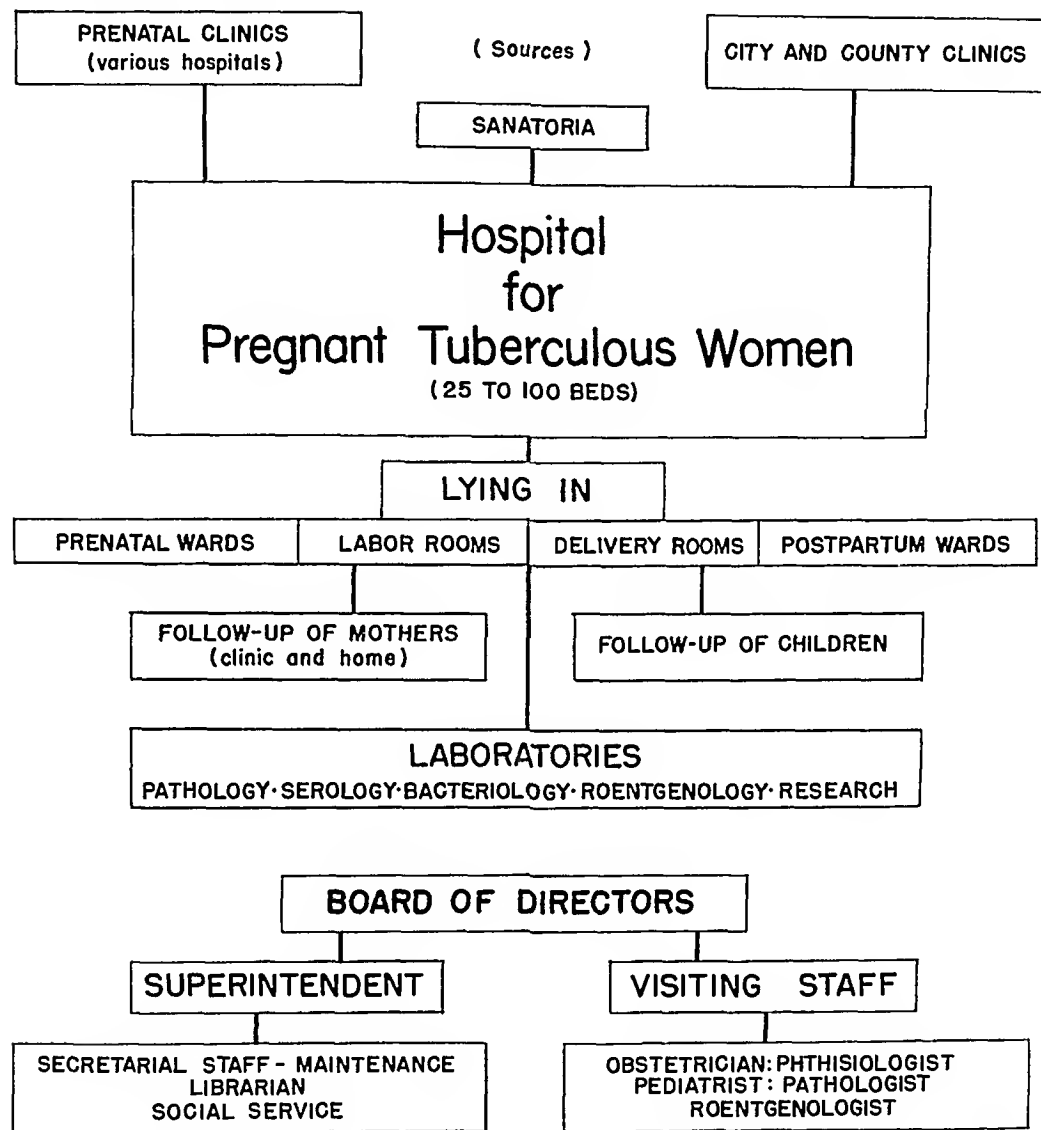 PRENATAL CLINICS
(various hospitals)
(Sources)
CITY AND COUNTY CLINICS
SANATORIA
Hospital
for
Pregnant Tuberculous Women
(25 TO 100 BEDS)
LYING IN
PRENATAL WARDS
LABOR ROOMS
DELIVERY ROOMS
POSTPARTUM WARDS
FOLLOW-UP OF MOTHERS
(clinic and home)
FOLLOW-UP OF CHILDREN
LABORATORIES
PATHOLOGY·SEROLOGY·BACTERIOLOGY·ROENTGENOLOGY·RESEARCH
BOARD OF DIRECTORS
SUPERINTENDENT
VISITING STAFF
SECRETARIAL STAFF - MAINTENANCE
LIBRARIAN
SOCIAL SERVICE
OBSTETRICIAN: PHTHISIOLOGIST
PEDIATRIST: PATHOLOGIST
ROENTGENOLOGIST